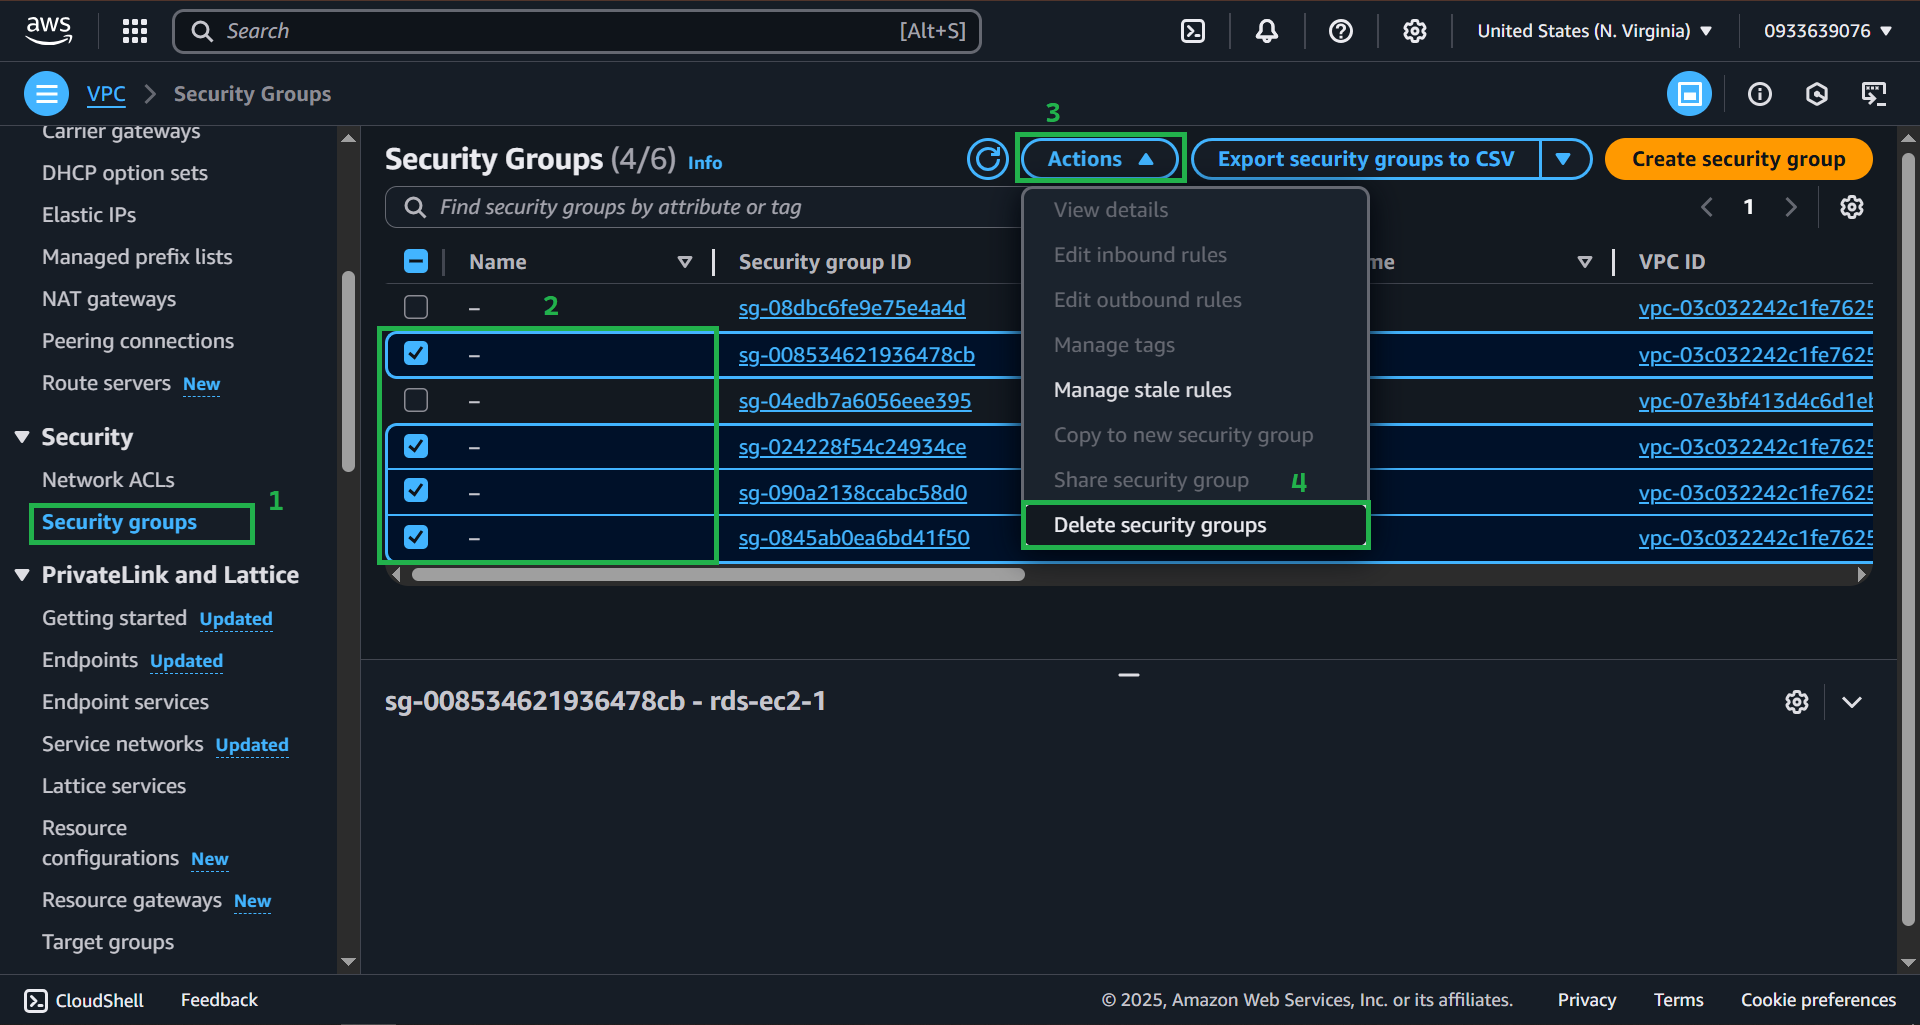 aws
Search
[Alt+S]
United States (N. Virginia)
0933639076
VPC
Security Groups
Carrier gateways
DHCP option sets
Elastic IPs
Managed prefix lists
NAT gateways
Peering connections
Route servers New
Security
Network ACLs
Security groups
1
PrivateLink and Lattice
Getting started Updated
Endpoints Updated
Endpoint services
Service networks Updated
Lattice services
Resource
configurations New
Resource gateways New
Target groups
3
Security Groups (4/6) Info
Actions
Export security groups to CSV
Create security group
Find security groups by attribute or tag
1
Name
Security group ID
me
VPC ID
– 2 sg-08dbc6fe9e75e4a4d vpc-03c032242c1fe7625
– sg-008534621936478cb vpc-03c032242c1fe7625
– sg-04edb7a6056eee395 vpc-07e3bf413d4c6d1eb
– sg-024228f54c24934ce vpc-03c032242c1fe7625
– sg-090a2138ccabc58d0 vpc-03c032242c1fe7625
– sg-0845ab0ea6bd41f50 vpc-03c032242c1fe7625
View details
Edit inbound rules
Edit outbound rules
Manage tags
Manage stale rules
Copy to new security group
Share security group 4
Delete security groups
sg-008534621936478cb - rds-ec2-1
CloudShell
Feedback
© 2025, Amazon Web Services, Inc. or its affiliates.
Privacy
Terms
Cookie preferences